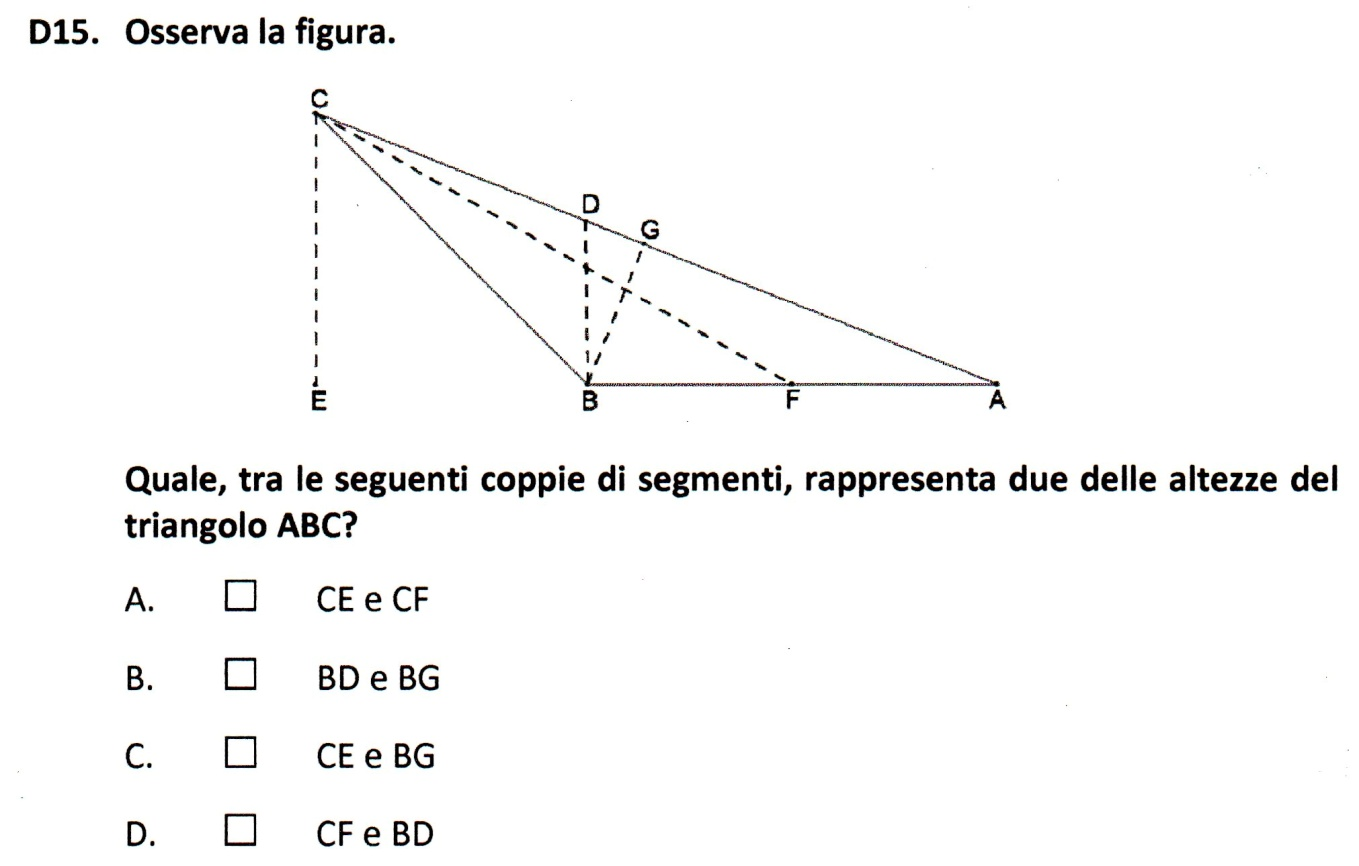 D15. Osserva la figura.
C
D
G
E
B
F
A
Quale, tra le seguenti coppie di segmenti, rappresenta due delle altezze del
triangolo ABC?
A. □ CE e CF
B. □ BD e BG
C. □ CE e BG
D. □ CF e BD